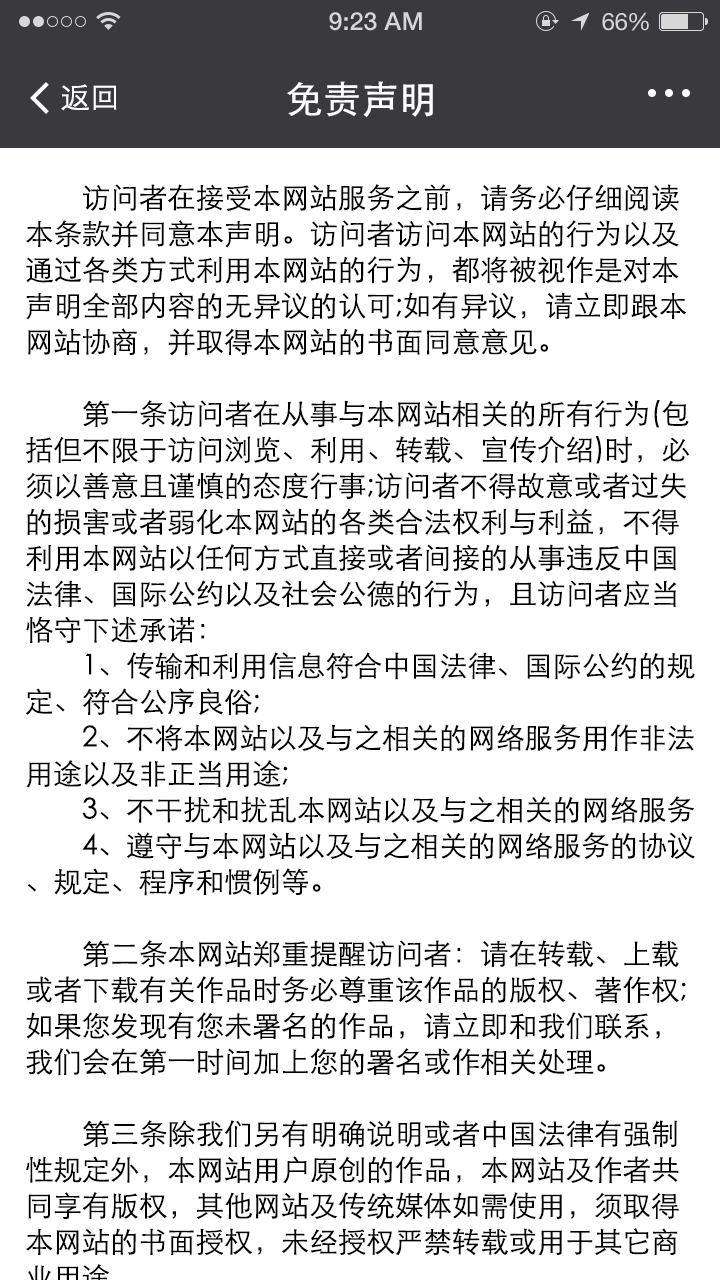 9:23 AM 66%
返回 免责声明
访问者在接受本网站服务之前，请务必仔细阅读
本条款并同意本声明。访问者访问本网站的行为以及
通过各类方式利用本网站的行为，都将被视作是对本
声明全部内容的无异议的认可;如有异议，请立即跟本
网站协商，并取得本网站的书面同意意见。
第一条访问者在从事与本网站相关的所有行为(包
括但不限于访问浏览、利用、转载、宣传介绍)时，必
须以善意且谨慎的态度行事;访问者不得故意或者过失
的损害或者弱化本网站的各类合法权利与利益，不得
利用本网站以任何方式直接或者间接的从事违反中国
法律、国际公约以及社会公德的行为，且访问者应当
恪守下述承诺：
1、传输和利用信息符合中国法律、国际公约的规
定、符合公序良俗;
2、不将本网站以及与之相关的网络服务用作非法
用途以及非正当用途;
3、不干扰和扰乱本网站以及与之相关的网络服务
4、遵守与本网站以及与之相关的网络服务的协议
、规定、程序和惯例等。
第二条本网站郑重提醒访问者：请在转载、上载
或者下载有关作品时务必尊重该作品的版权、著作权;
如果您发现有您未署名的作品，请立即和我们联系，
我们会在第一时间加上您的署名或作相关处理。
第三条除我们另有明确说明或者中国法律有强制
性规定外，本网站用户原创的作品，本网站及作者共
同享有版权，其他网站及传统媒体如需使用，须取得
本网站的书面授权，未经授权严禁转载或用于其它商
业用途